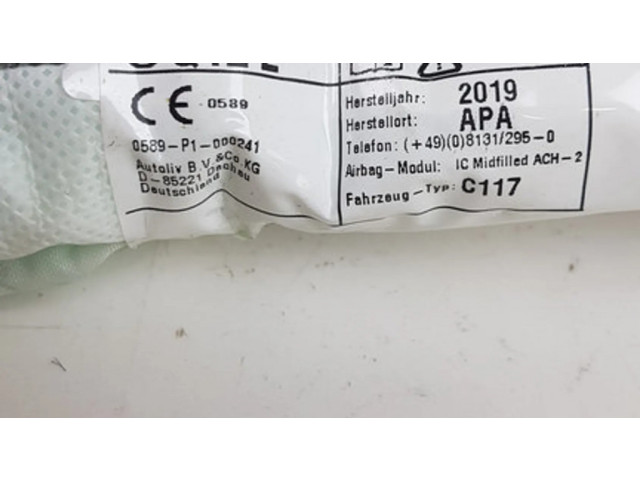 CE 0589
0589-P1-000241
Autoliv B.V.&Co.KG
D-85221 Dachau
Deutschland
Herstelljahr: 2019
Herstellort: APA
Telefon: (+49)(0)8131/295-0
Airbag-Modul: IC Midfilled ACH-2
Fahrzeug-Typ: C117